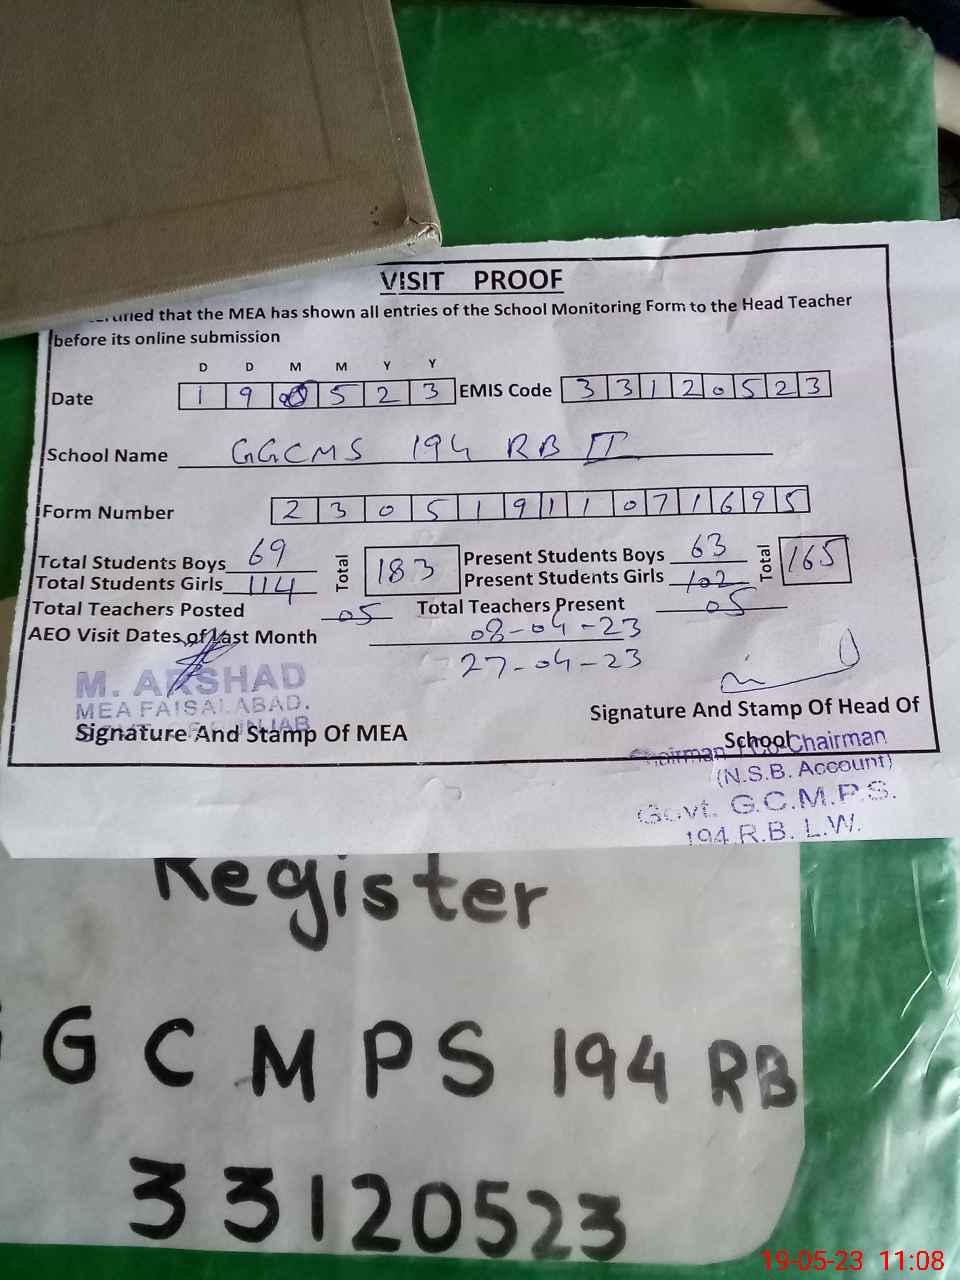 VISIT PROOF
that the MEA has shown all entries of the School Monitoring Form to the Head Teacher
before its online submission
D D M M Y Y
Date 1 9 0 5 2 3 EMIS Code 3 3 1 2 0 5 2 3
School Name GGCMS 194 RB II
Form Number 2 3 0 5 1 9 1 1 0 7 1 6 9 5
Total Students Boys 69 Total 183 Present Students Boys 63 Total 165
Total Students Girls 114 Present Students Girls 102
Total Teachers Posted 05 Total Teachers Present 05
AEO Visit Dates of Last Month 08-04-23
27-04-23
M. ARSHAD
MEA FAISALABAD.
Signature And Stamp Of MEA
Signature And Stamp Of Head Of
School
Chairman
(N.S.B. Account)
Govt. G.C.M.P.S.
194 R.B. L.W.
Register
G C M P S 194 RB
33120523
19-05-23 11:08